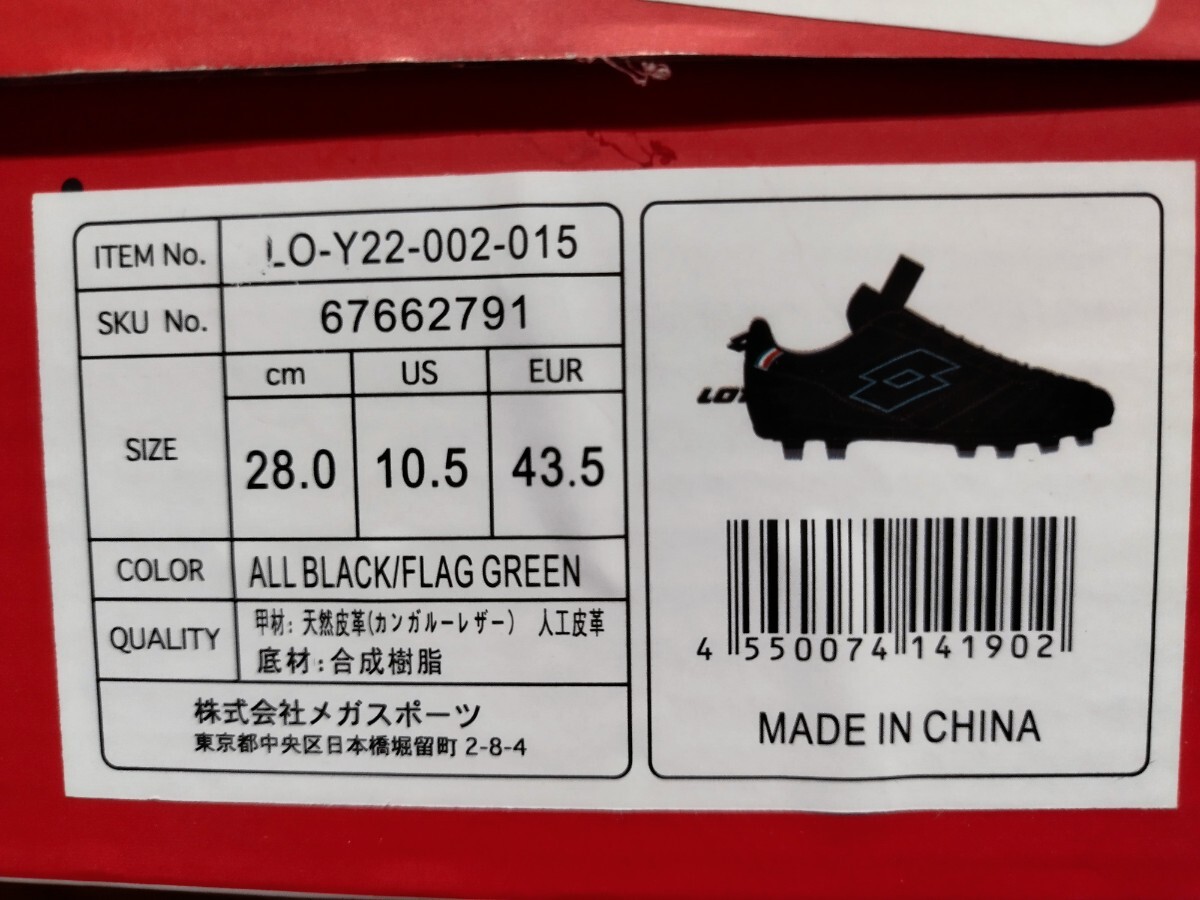 ITEM No. LO-Y22-002-015
SKU No. 67662791
SIZE
cm US EUR
28.0 10.5 43.5
COLOR ALL BLACK/FLAG GREEN
QUALITY
甲材: 天然皮革(カンガルーレザー) 人工皮革
底材:合成樹脂
株式会社メガスポーツ
東京都中央区日本橋堀留町 2-8-4
4 550074 141902
MADE IN CHINA